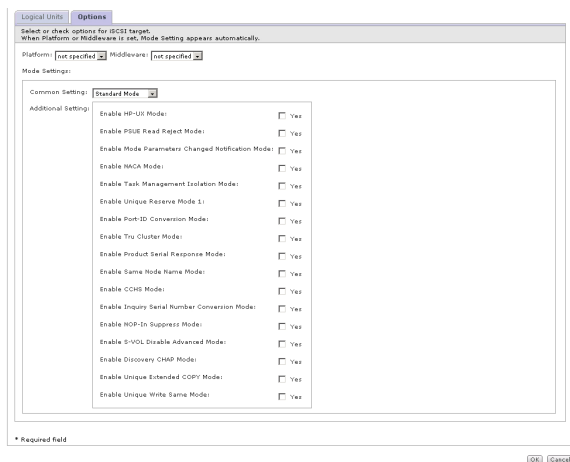 Logical Units Options
Select or check options for iSCSI target.
When Platform or Middleware is set, Mode Setting appears automatically.
Platform: not specified Middleware: not specified
Mode Settings:
Common Setting: Standard Mode
Additional Setting:
Enable HP-UX Mode: Yes
Enable PSUE Read Reject Mode: Yes
Enable Mode Parameters Changed Notification Mode: Yes
Enable NACA Mode: Yes
Enable Task Management Isolation Mode: Yes
Enable Unique Reserve Mode 1: Yes
Enable Port-ID Conversion Mode: Yes
Enable Tru Cluster Mode: Yes
Enable Product Serial Response Mode: Yes
Enable Same Node Name Mode: Yes
Enable CCHS Mode: Yes
Enable Inquiry Serial Number Conversion Mode: Yes
Enable NOP-In Suppress Mode: Yes
Enable S-VOL Disable Advanced Mode: Yes
Enable Discovery CHAP Mode: Yes
Enable Unique Extended COPY Mode: Yes
Enable Unique Write Same Mode: Yes
* Required field
OK Cancel